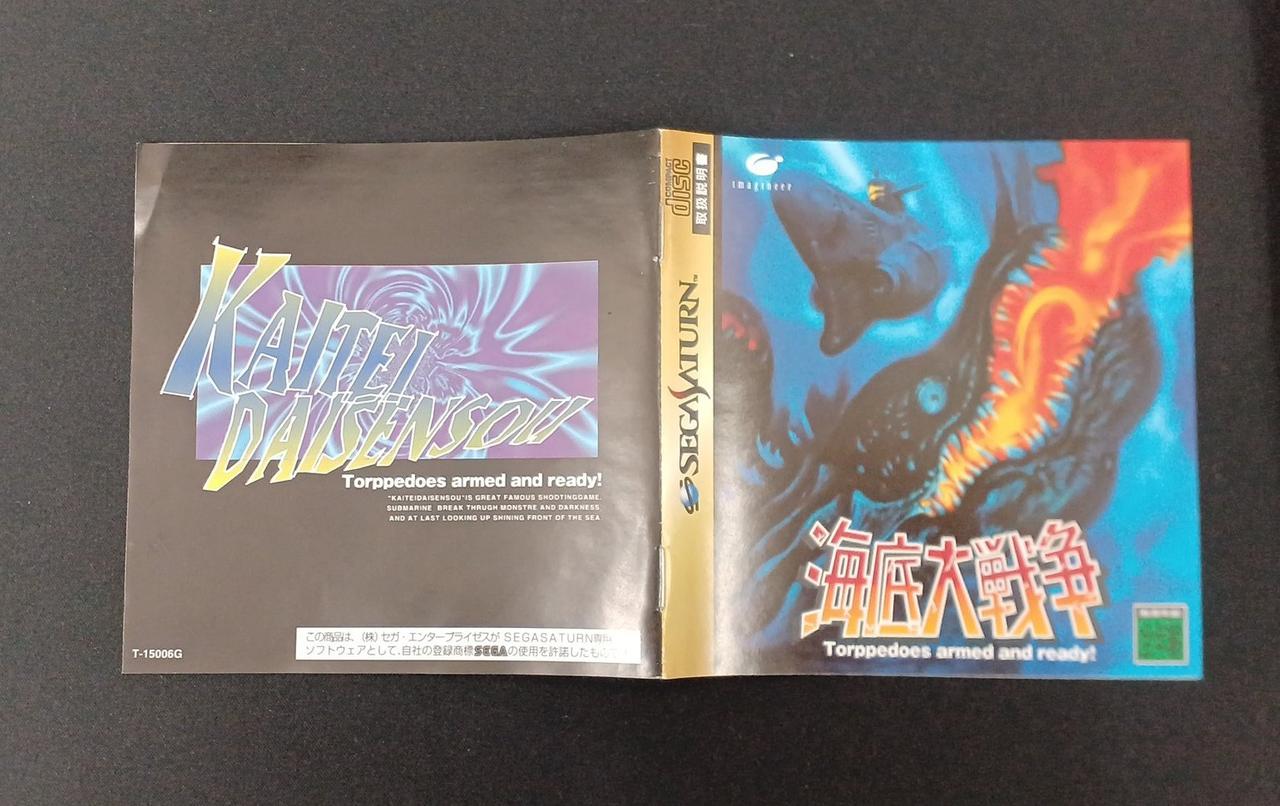 KAITEI
DAISENSOU
Torppedoes armed and ready!
"KAITEIDAISENSOU"IS GREAT FAMOUS SHOOTINGGAME.
SUBMARINE BREAK THRUGH MONSTRE AND DARKNESS
AND AT LAST LOOKING UP SHINING FRONT OF THE SEA.
この商品は、(株)セガ・エンタープライゼスが SEGASATURN専用
ソフトウェアとして、自社の登録商標SEGAの使用を許諾したもので
T-15006G
COMPACT
disc
取扱説明書
SEGA SATURN™
imagineer
海底大戦争
Torppedoes armed and ready!